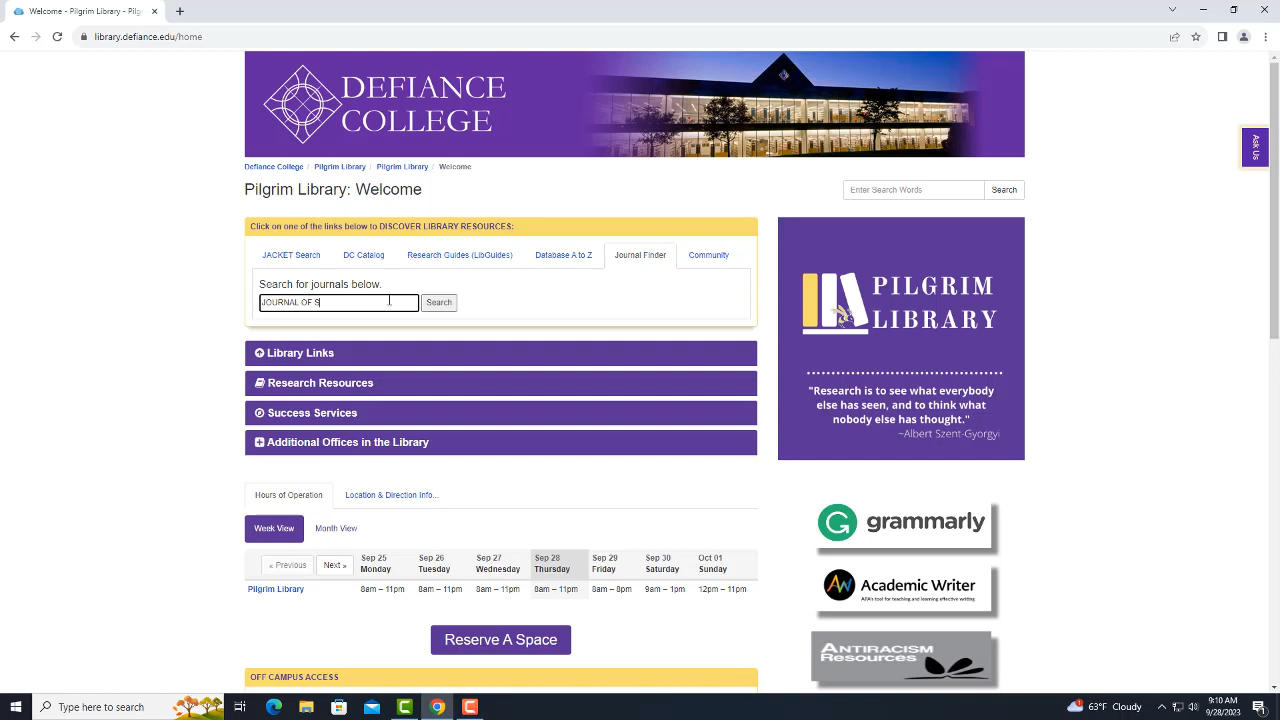 Welcome - Pilgrim Library - Pilg
library.defiance.edu/home
DEFIANCE
COLLEGE
Defiance College / Pilgrim Library / Pilgrim Library / Welcome
Pilgrim Library: Welcome
Enter Search Words
Search
Ask Us
Click on one of the links below to DISCOVER LIBRARY RESOURCES:
JACKET Search
DC Catalog
Research Guides (LibGuides)
Database A to Z
Journal Finder
Community
Search for journals below.
JOURNAL OF S
Search
Library Links
Research Resources
Success Services
Additional Offices in the Library
PILGRIM
LIBRARY
"Research is to see what everybody
else has seen, and to think what
nobody else has thought."
~Albert Szent-Gyorgyi
Hours of Operation
Location & Direction Info...
Week View
Month View
« Previous
Next »
Sep 25 Monday
Sep 26 Tuesday
Sep 27 Wednesday
Sep 28 Thursday
Sep 29 Friday
Sep 30 Saturday
Oct 01 Sunday
Pilgrim Library 8am – 11pm 8am – 11pm 8am – 11pm 8am – 11pm 8am – 8pm 9am – 1pm 12pm – 11pm
Reserve A Space
OFF CAMPUS ACCESS
grammarly
Academic Writer
APA's tool for teaching and learning effective writing
ANTIRACISM
RESOURCES
Type here to search
63°F Cloudy
9:10 AM
9/28/2023